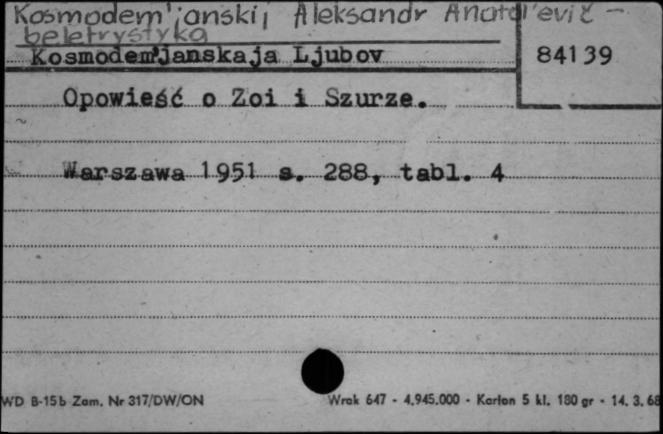 Kosmodem'janskij Aleksandr Anatol'evič -
beletrystyka
Kosmodem'janskaja Ljubov
84139
Opowieść o Zoi i Szurze.
Warszawa 1951 s. 288, tabl. 4
WD B-15b Zam. Nr 317/DW/ON Wrak 647 - 4.945.000 - Karton 5 kl. 180 gr - 14. 3. 68